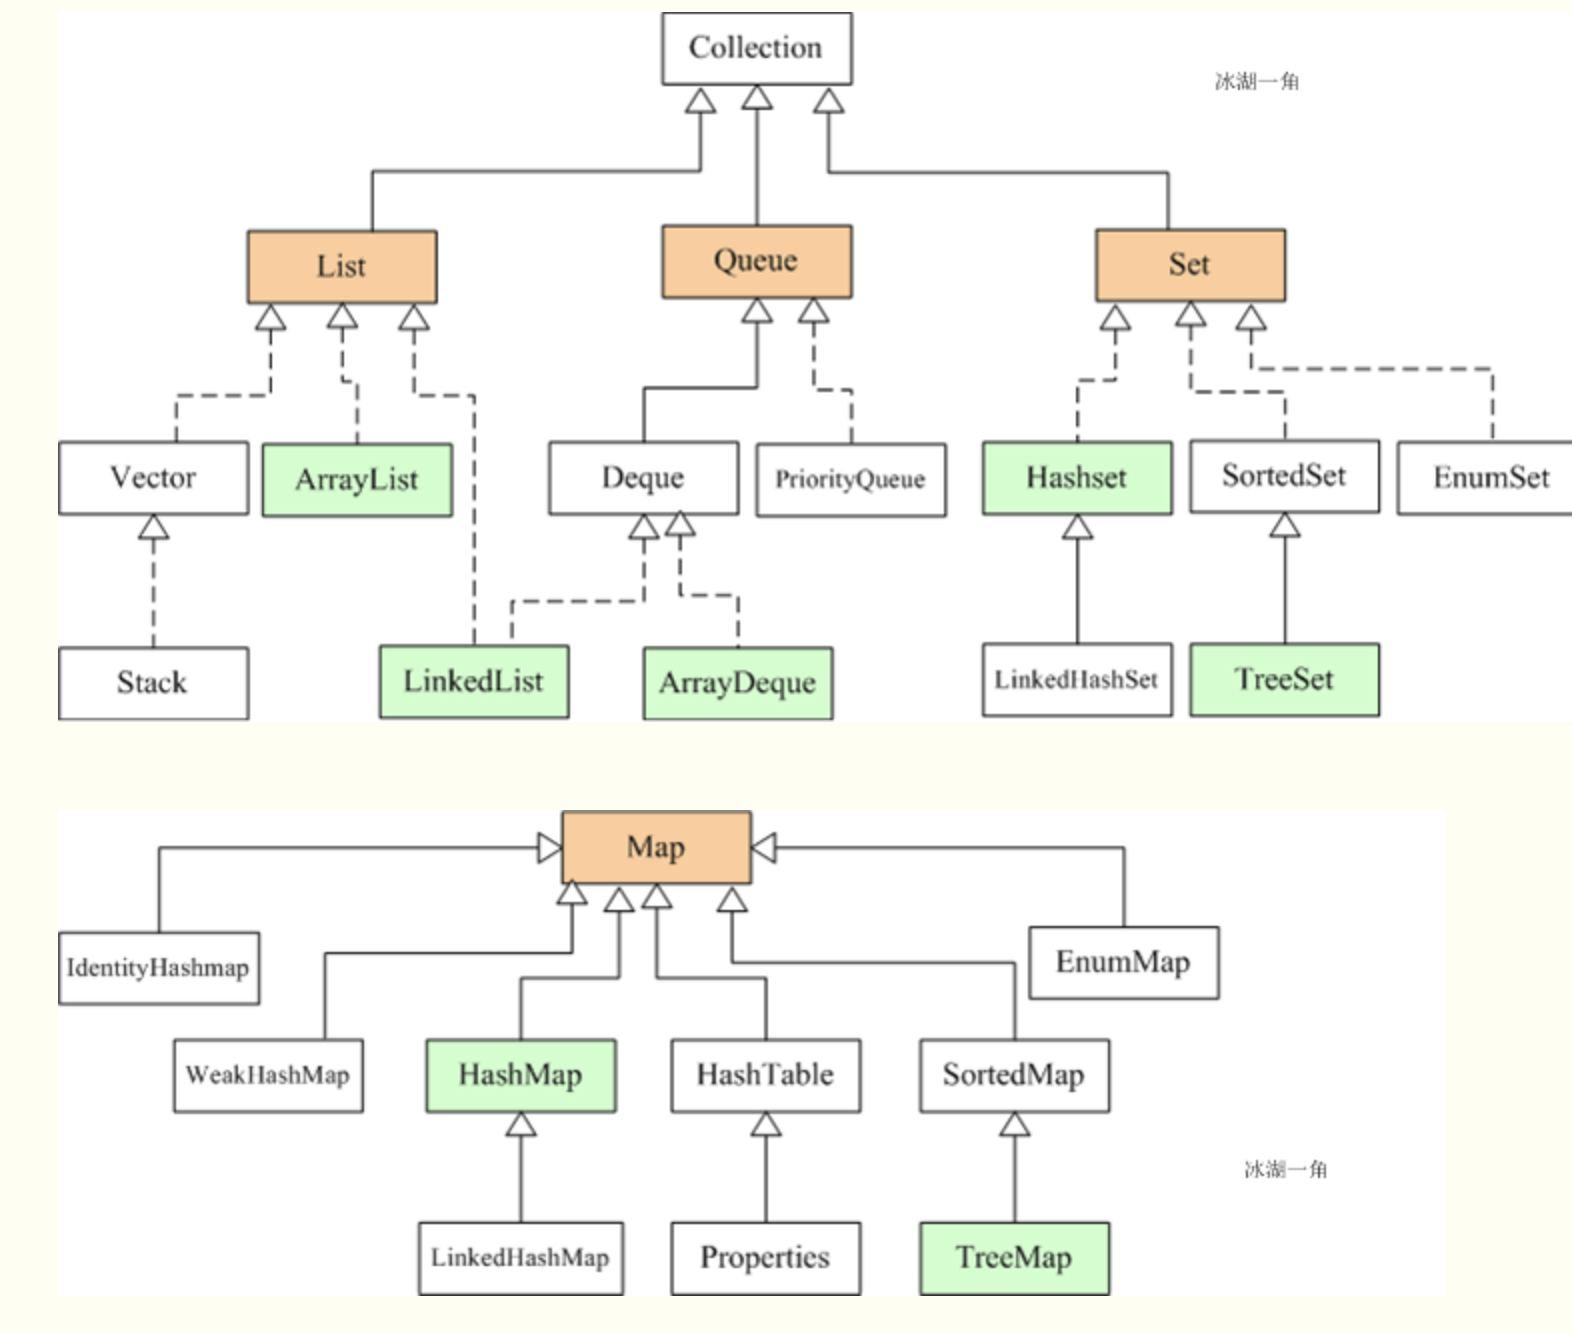 Collection
冰湖一角
List
Queue
Set
Vector
ArrayList
Deque
PriorityQueue
Hashset
SortedSet
EnumSet
Stack
LinkedList
ArrayDeque
LinkedHashSet
TreeSet
Map
IdentityHashmap
EnumMap
WeakHashMap
HashMap
HashTable
SortedMap
冰湖一角
LinkedHashMap
Properties
TreeMap